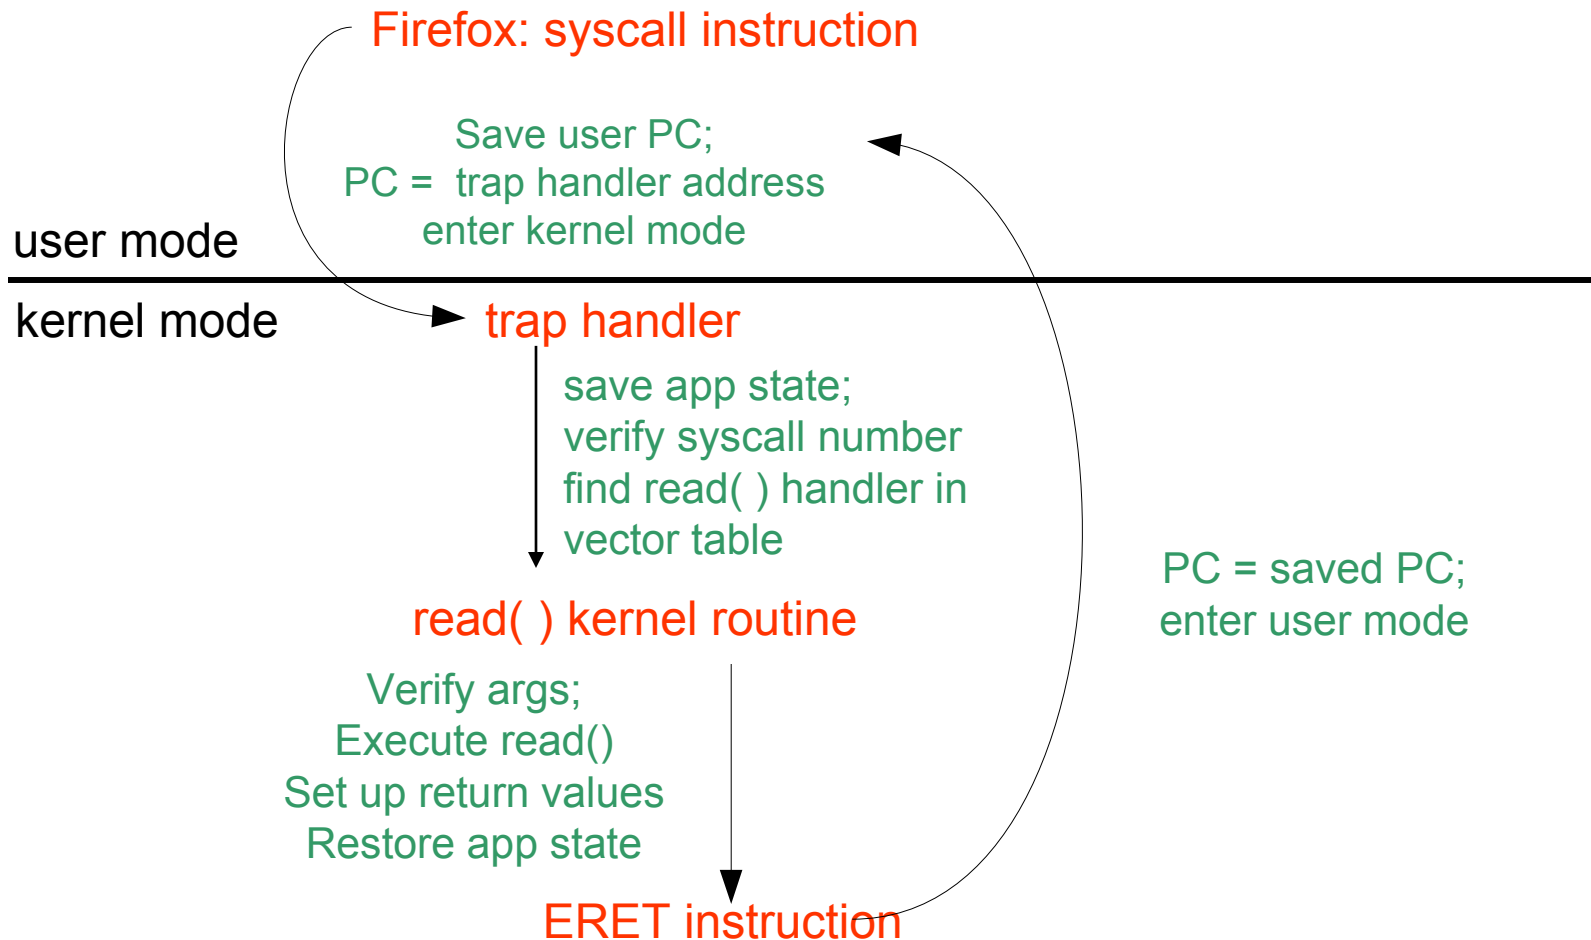 Firefox: syscall instruction
Save user PC;
PC =  trap handler address
enter kernel mode
user mode
kernel mode
trap handler
save app state;
verify syscall number
find read( ) handler in
vector table
read( ) kernel routine
PC = saved PC;
enter user mode
Verify args;
Execute read()
Set up return values
Restore app state
ERET instruction